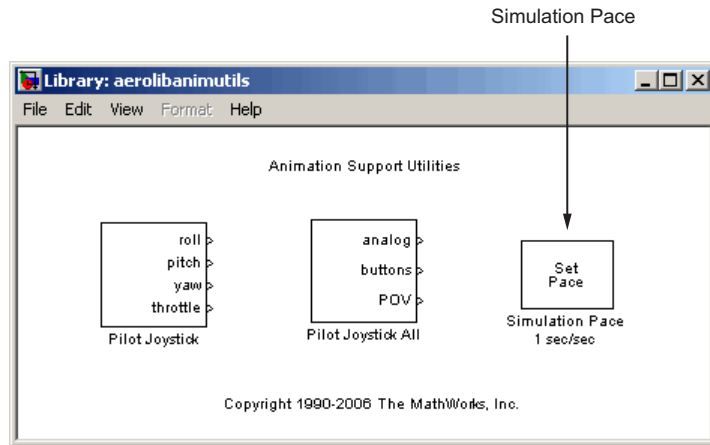 Simulation Pace
Library: aerolibanimutils
File Edit View Format Help
Animation Support Utilities
roll
pitch
yaw
throttle
Pilot Joystick
analog
buttons
POV
Pilot Joystick All
Set
Pace
Simulation Pace
1 sec/sec
Copyright 1990-2006 The MathWorks, Inc.